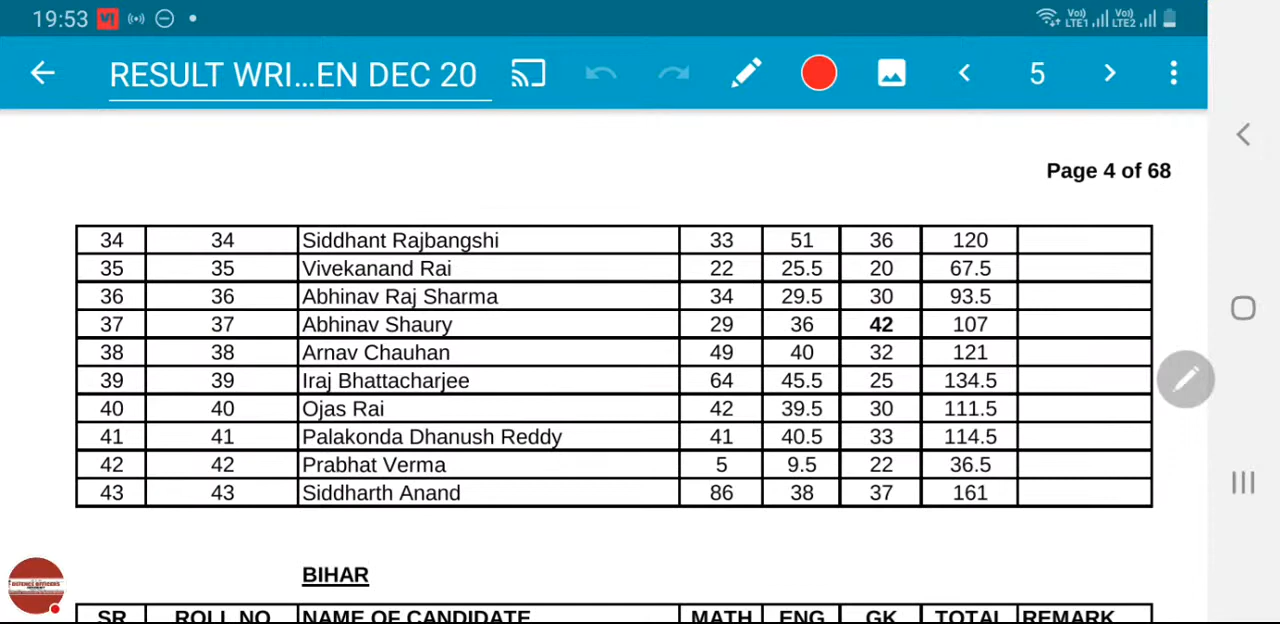 19:53
Vo) LTE1 Vo) LTE2
RESULT WRI...EN DEC 20 5
Page 4 of 68
34 34 Siddhant Rajbangshi 33 51 36 120
35 35 Vivekanand Rai 22 25.5 20 67.5
36 36 Abhinav Raj Sharma 34 29.5 30 93.5
37 37 Abhinav Shaury 29 36 42 107
38 38 Arnav Chauhan 49 40 32 121
39 39 Iraj Bhattacharjee 64 45.5 25 134.5
40 40 Ojas Rai 42 39.5 30 111.5
41 41 Palakonda Dhanush Reddy 41 40.5 33 114.5
42 42 Prabhat Verma 5 9.5 22 36.5
43 43 Siddharth Anand 86 38 37 161
BIHAR
SR ROLL NO NAME OF CANDIDATE MATH ENG GK TOTAL REMARK